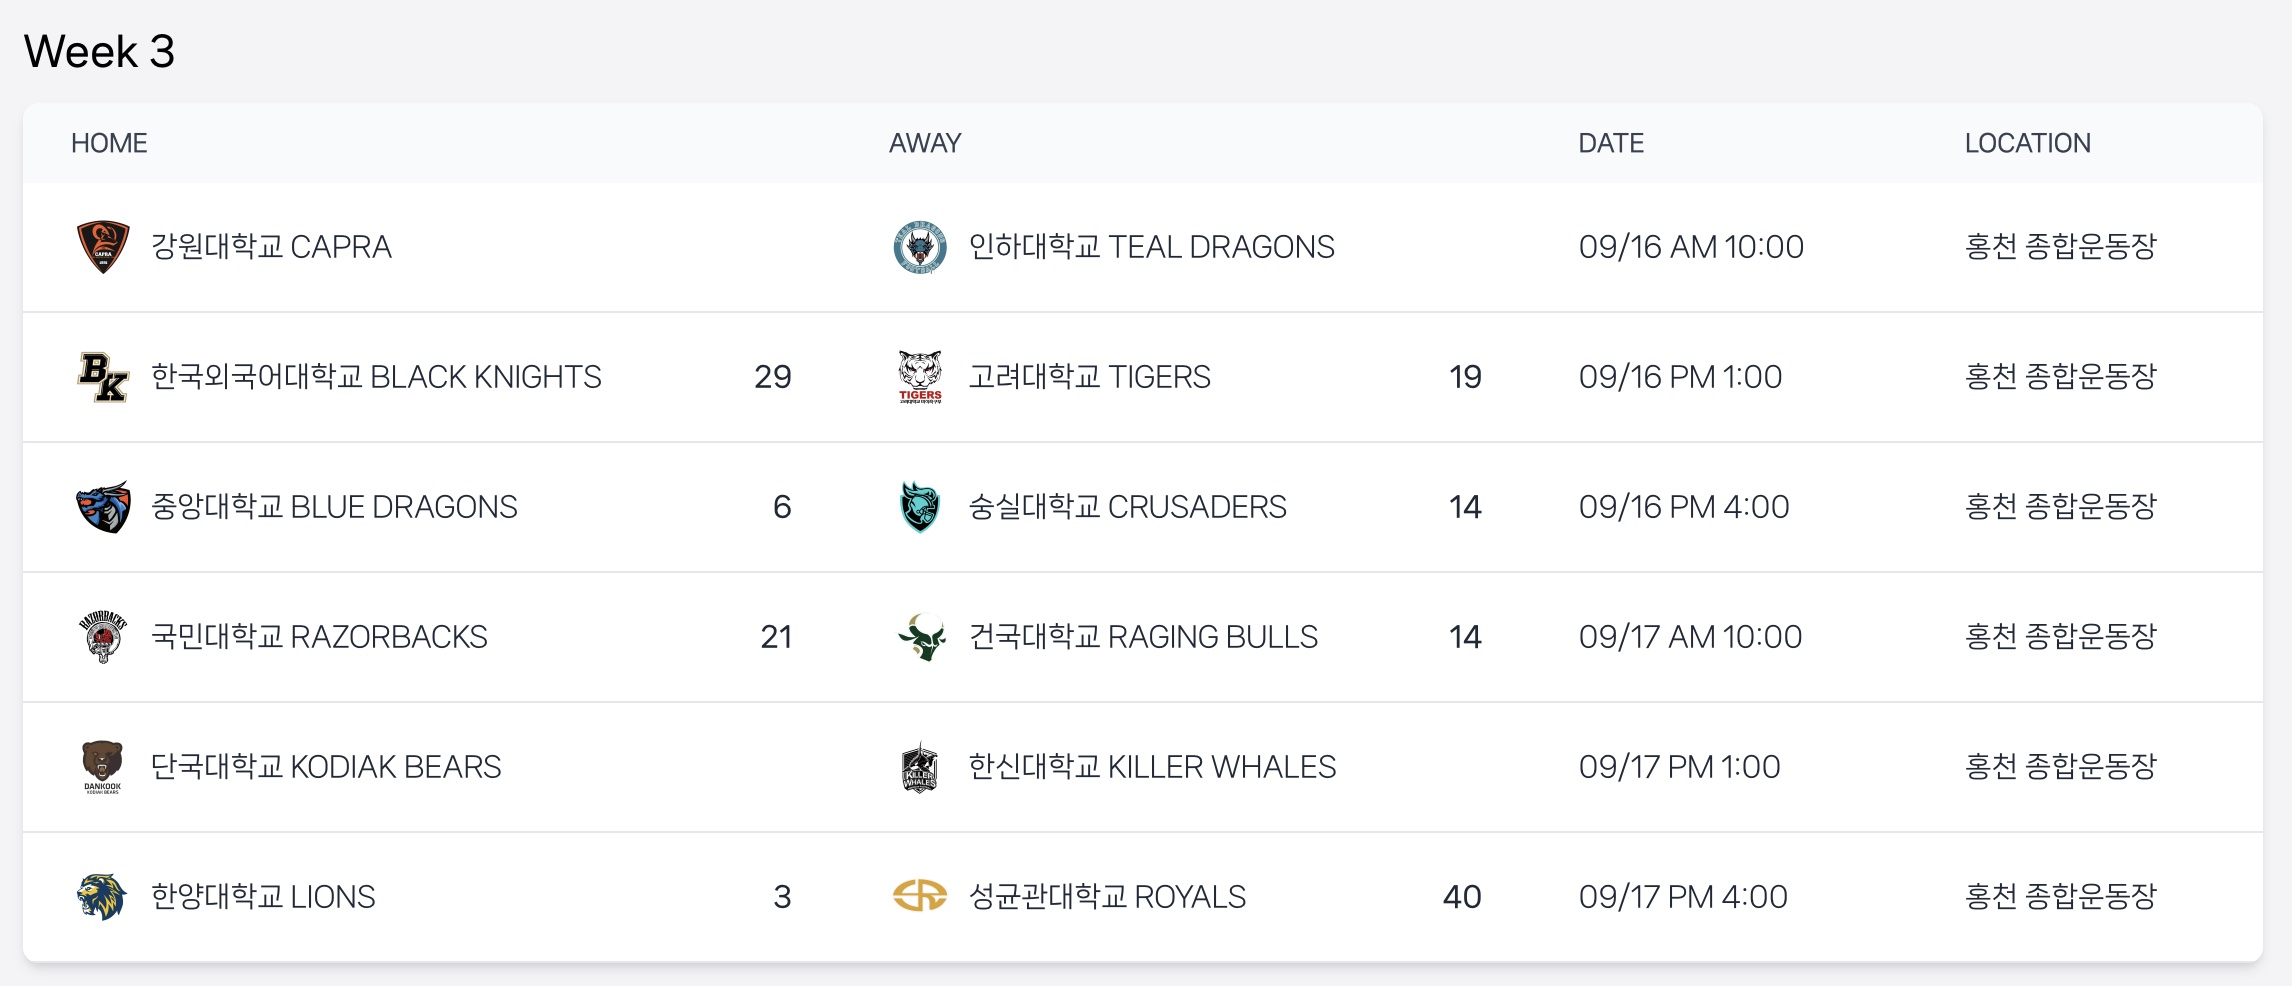 Week 3
HOME AWAY DATE LOCATION
강원대학교 CAPRA 인하대학교 TEAL DRAGONS 09/16 AM 10:00 홍천 종합운동장
한국외국어대학교 BLACK KNIGHTS 29 고려대학교 TIGERS 19 09/16 PM 1:00 홍천 종합운동장
TIGERS
중앙대학교 BLUE DRAGONS 6 숭실대학교 CRUSADERS 14 09/16 PM 4:00 홍천 종합운동장
RAZORBACKS
국민대학교 RAZORBACKS 21 건국대학교 RAGING BULLS 14 09/17 AM 10:00 홍천 종합운동장
단국대학교 KODIAK BEARS 한신대학교 KILLER WHALES 09/17 PM 1:00 홍천 종합운동장
KILLER
WHALES
DANKOOK
KODIAK BEARS
한양대학교 LIONS 3 성균관대학교 ROYALS 40 09/17 PM 4:00 홍천 종합운동장